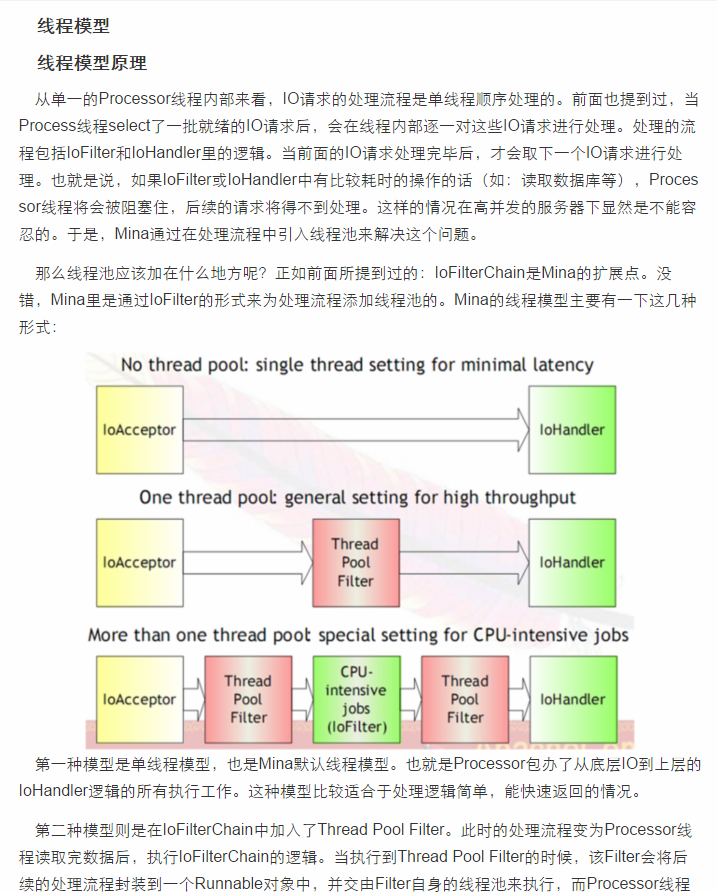 线程模型
线程模型原理
从单一的Processor线程内部来看，IO请求的处理流程是单线程顺序处理的。前面也提到过，当
Process线程select了一批就绪的IO请求后，会在线程内部逐一对这些IO请求进行处理。处理的流
程包括IoFilter和IoHandler里的逻辑。当前面的IO请求处理完毕后，才会取下一个IO请求进行处
理。也就是说，如果IoFilter或IoHandler中有比较耗时的操作的话（如：读取数据库等），Proces
sor线程将会被阻塞住，后续的请求将得不到处理。这样的情况在高并发的服务器下显然是不能容
忍的。于是，Mina通过在处理流程中引入线程池来解决这个问题。
那么线程池应该加在什么地方呢？正如前面所提到过的：IoFilterChain是Mina的扩展点。没
错，Mina里是通过IoFilter的形式来为处理流程添加线程池的。Mina的线程模型主要有一下这几种
形式：
No thread pool: single thread setting for minimal latency
IoAcceptor
IoHandler
One thread pool: general setting for high throughput
IoAcceptor
Thread
Pool
Filter
IoHandler
More than one thread pool: special setting for CPU-intensive jobs
IoAcceptor
Thread
Pool
Filter
CPU-
intensive
jobs
(IoFilter)
Thread
Pool
Filter
IoHandler
第一种模型是单线程模型，也是Mina默认线程模型。也就是Processor包办了从底层IO到上层的
IoHandler逻辑的所有执行工作。这种模型比较适合于处理逻辑简单，能快速返回的情况。
第二种模型则是在IoFilterChain中加入了Thread Pool Filter。此时的处理流程变为Processor线
程读取完数据后，执行IoFilterChain的逻辑。当执行到Thread Pool Filter的时候，该Filter会将后
续的处理流程封装到一个Runnable对象中，并交由Filter自身的线程池来执行，而Processor线程